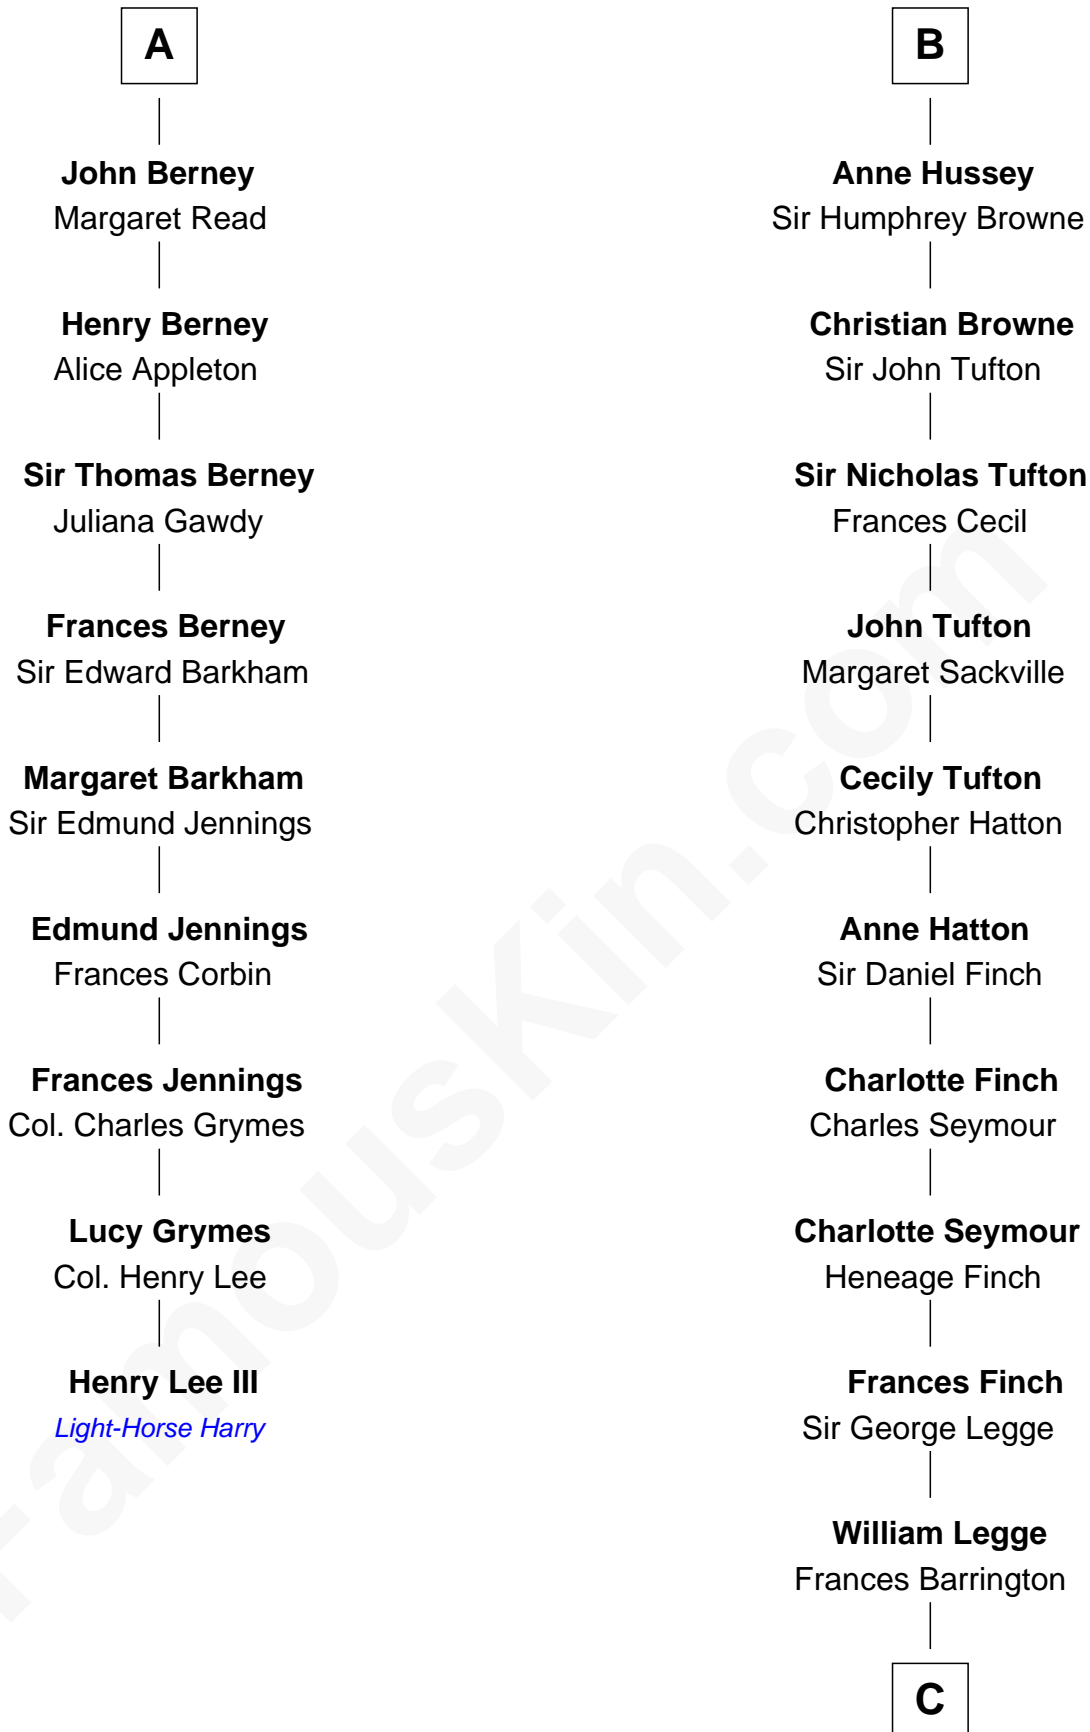 A
John Berney
Margaret Read
Henry Berney
Alice Appleton
Sir Thomas Berney
Juliana Gawdy
Frances Berney
Sir Edward Barkham
Margaret Barkham
Sir Edmund Jennings
Edmund Jennings
Frances Corbin
Frances Jennings
Col. Charles Grymes
Lucy Grymes
Col. Henry Lee
Henry Lee III
Light-Horse Harry
B
Anne Hussey
Sir Humphrey Browne
Christian Browne
Sir John Tufton
Sir Nicholas Tufton
Frances Cecil
John Tufton
Margaret Sackville
Cecily Tufton
Christopher Hatton
Anne Hatton
Sir Daniel Finch
Charlotte Finch
Charles Seymour
Charlotte Seymour
Heneage Finch
Frances Finch
Sir George Legge
William Legge
Frances Barrington
C
FamousKin.com